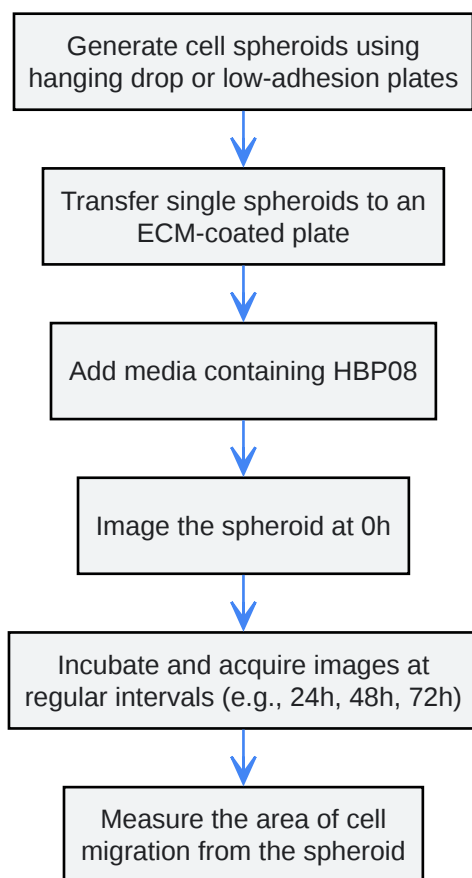 Generate cell spheroids using
hanging drop or low-adhesion plates
Transfer single spheroids to an
ECM-coated plate
Add media containing HBP08
Image the spheroid at 0h
Incubate and acquire images at
regular intervals (e.g., 24h, 48h, 72h)
Measure the area of cell
migration from the spheroid